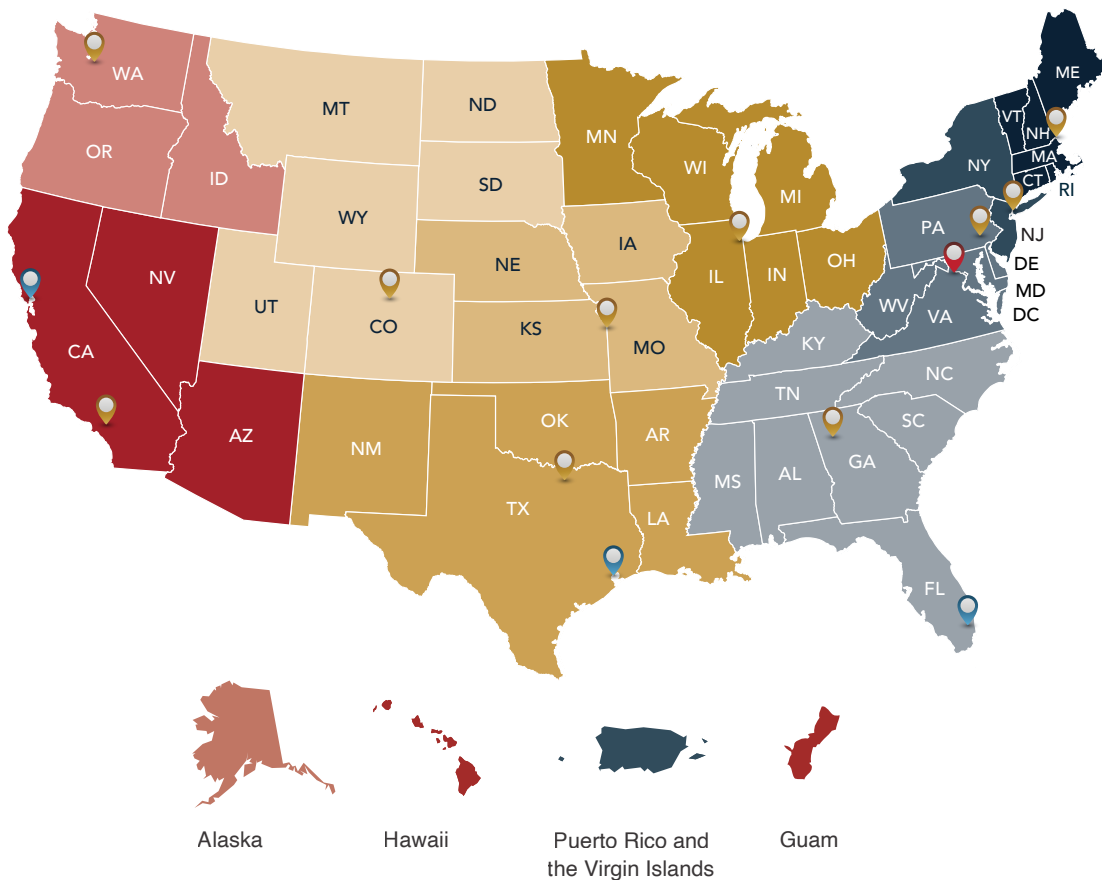 WA
OR
ID
MT
ND
SD
WY
MN
WI
MI
ME
VT
NH
MA
CT
RI
NY
PA
NJ
DE
MD
DC
NV
UT
CO
CA
AZ
NE
IA
KS
MO
IL
IN
OH
WV
VA
KY
TN
NC
SC
NM
OK
TX
AR
LA
MS
AL
GA
FL
Alaska
Hawaii
Puerto Rico and
the Virgin Islands
Guam